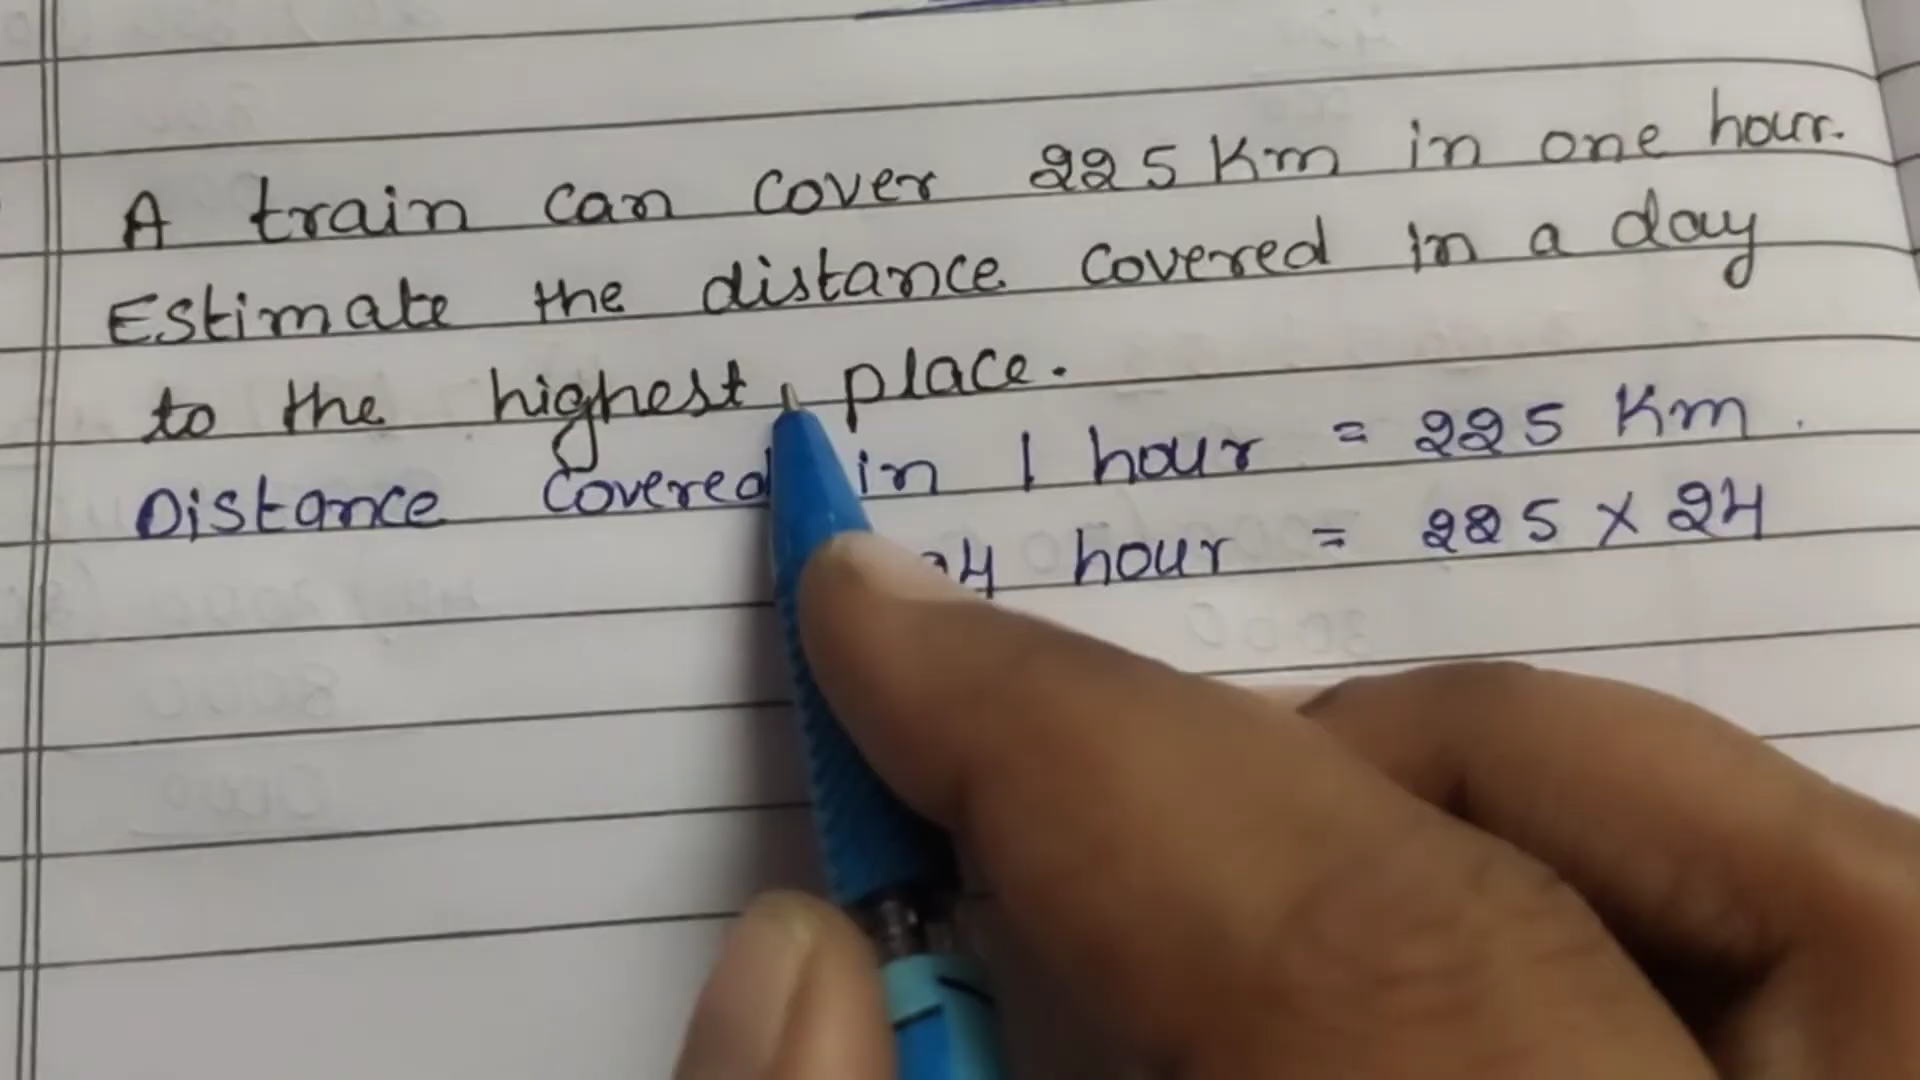 A train can cover 225 Km in one hour.
Estimate the distance covered in a day
to the highest place.
Distance covered in 1 hour = 225 Km.
24 hour = 225 x 24